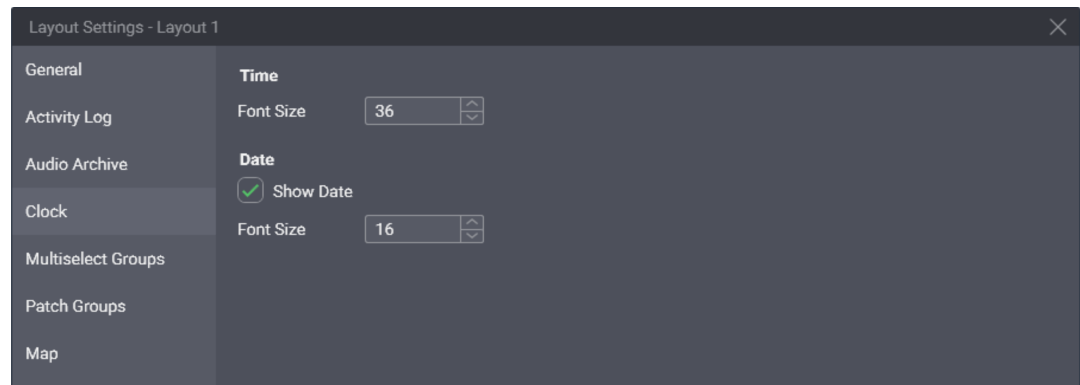 Layout Settings - Layout 1
General
Activity Log
Audio Archive
Clock
Multiselect Groups
Patch Groups
Map
Time
Font Size 36
Date
Show Date
Font Size 16